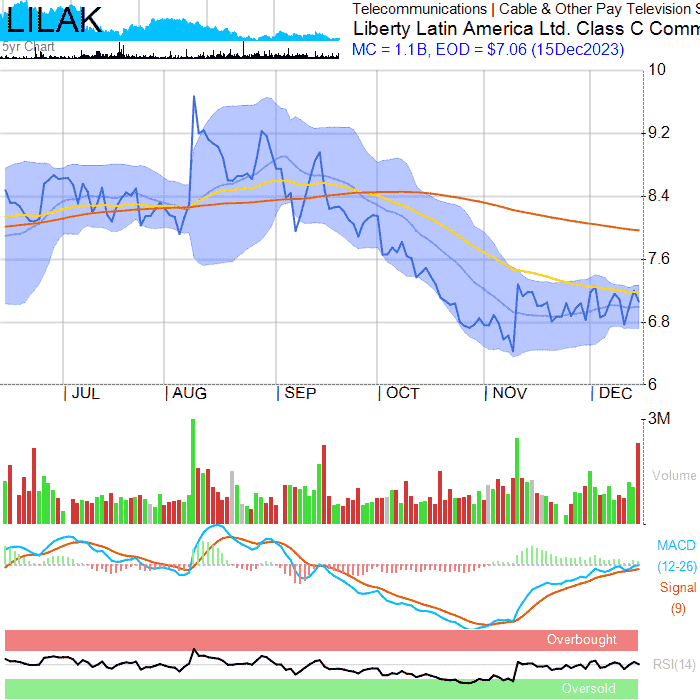 LILAK
5yr Chart
Telecommunications | Cable & Other Pay Television S
Liberty Latin America Ltd. Class C Comm
MC = 1.1B, EOD = $7.06 (15Dec2023)
10
9.2
8.4
7.6
6.8
6
| JUL | AUG | SEP | OCT | NOV | DEC
3M
Volume
MACD
(12-26)
Signal
(9)
Overbought
RSI(14)
Oversold